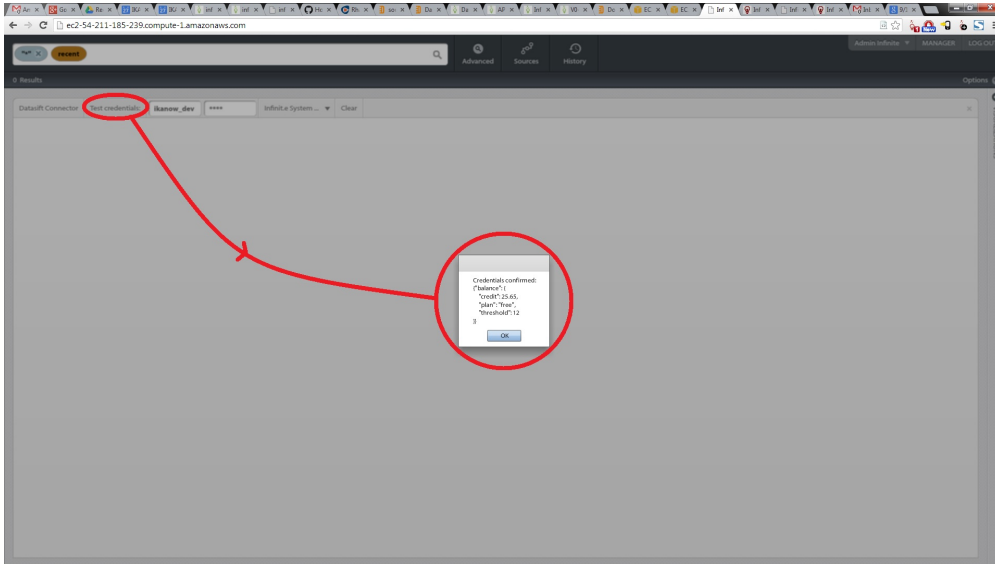 ec2-54-211-185-239.compute-1.amazonaws.com
Admin Infinite MANAGER LOG OUT
"*" × recent
Advanced Sources History
0 Results Options
Datasift Connector Test credentials: ikanow_dev **** Infinit.e System... Clear
Credentials confirmed:
{"balance": {
"credit": 25.65,
"plan": "free",
"threshold": 12
}}
OK